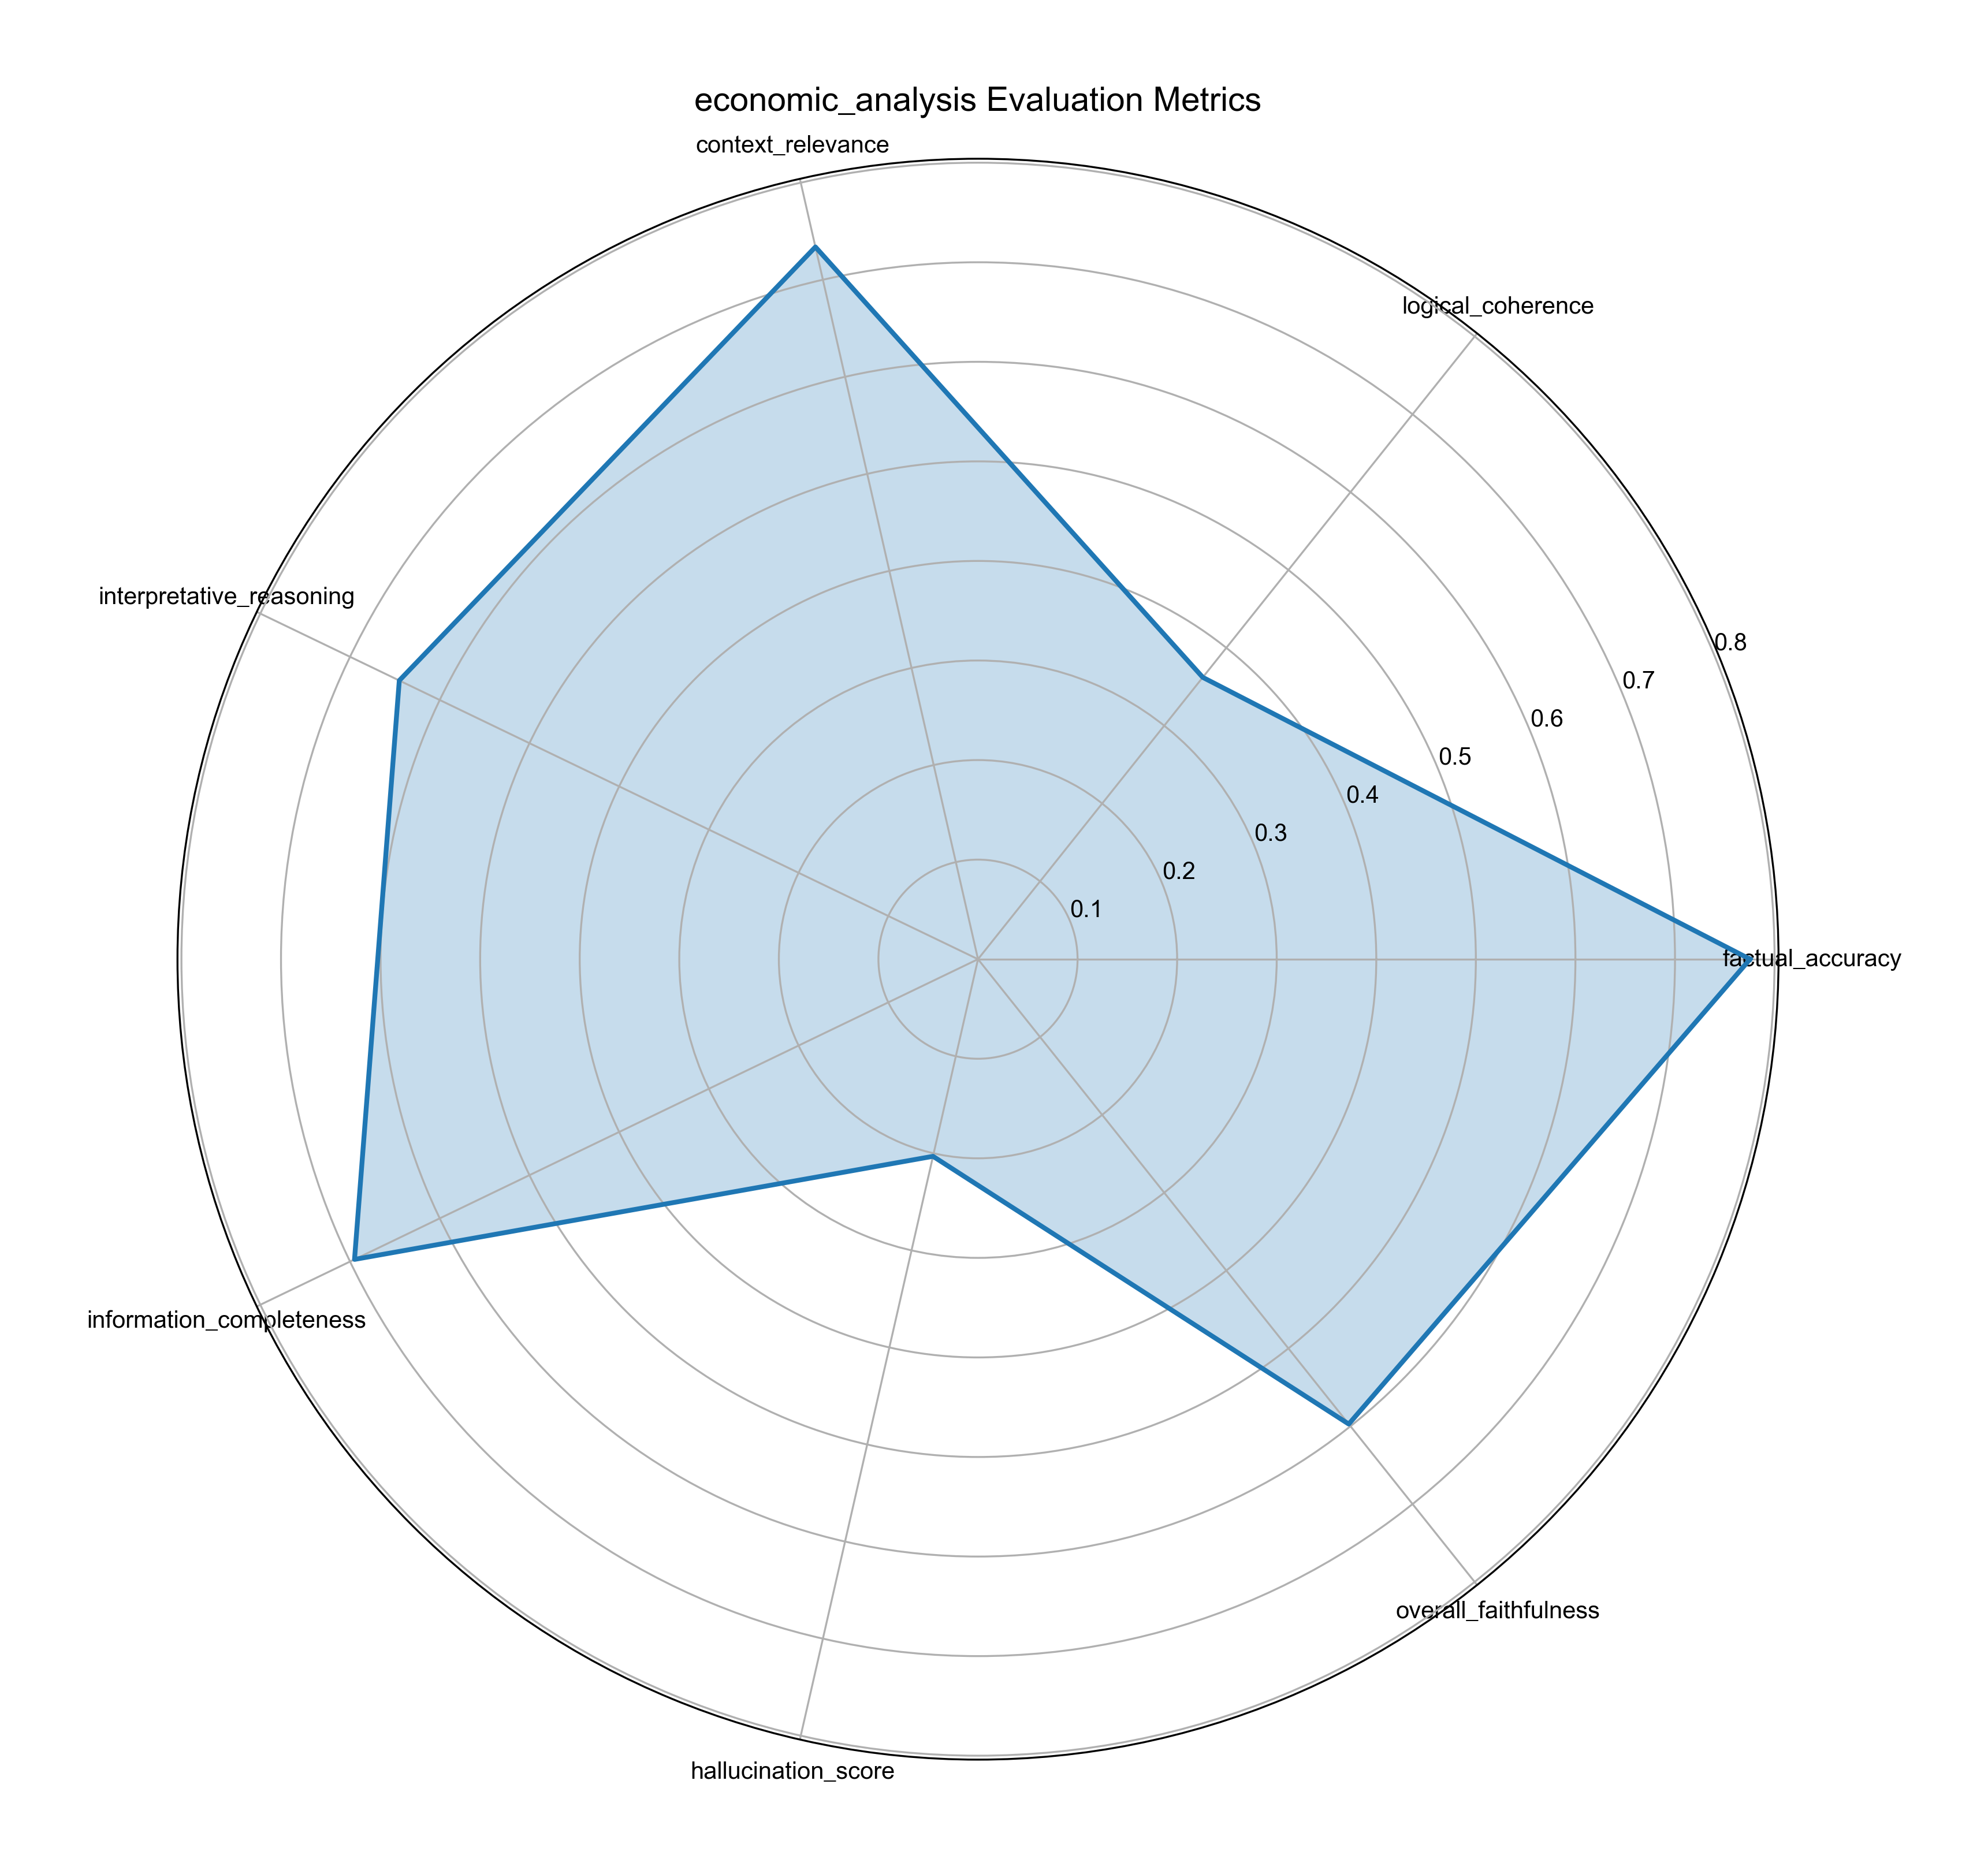 economic_analysis Evaluation Metrics
context_relevance
logical_coherence
interpretative_reasoning
0.8
0.7
0.6
0.5
0.4
0.3
0.2
0.1
factual_accuracy
information_completeness
overall_faithfulness
hallucination_score